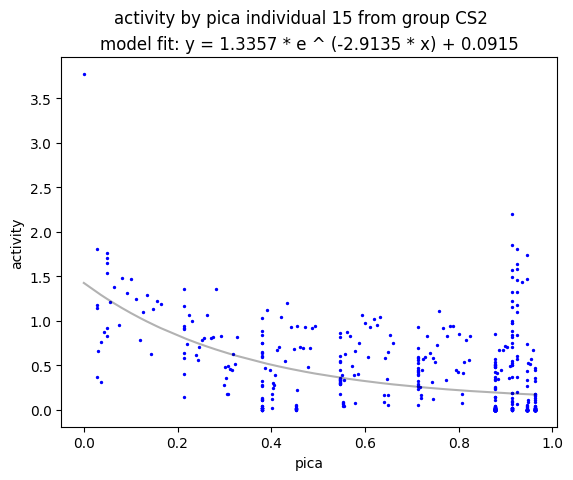 activity by pica individual 15 from group CS2
model fit: y = 1.3357 * e ^ (-2.9135 * x) + 0.0915
3.5
3.0
2.5
2.0
1.5
1.0
0.5
0.0
activity
0.0 0.2 0.4 0.6 0.8 1.0
pica